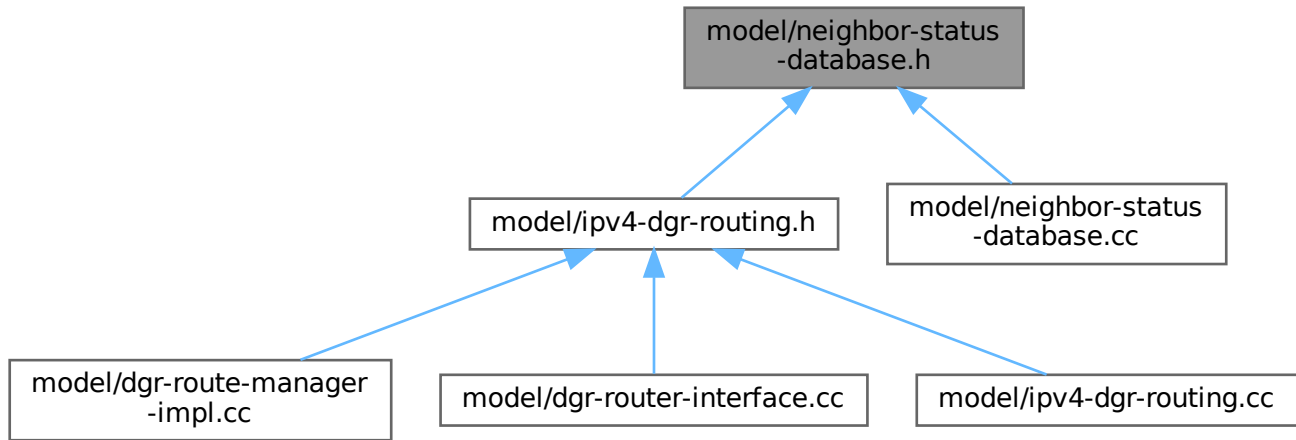 model/neighbor-status
-database.h
model/ipv4-dgr-routing.h
model/neighbor-status
-database.cc
model/dgr-route-manager
-impl.cc
model/dgr-router-interface.cc
model/ipv4-dgr-routing.cc